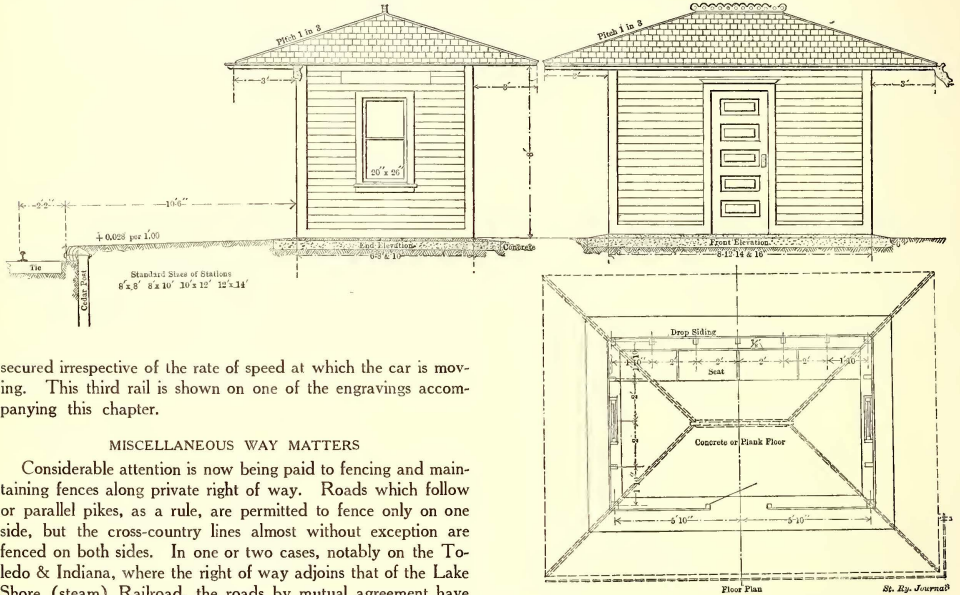 Pitch 1 in 3
Pitch 1 in 3
3'
3'
3'
8'
20" x 26"
2'-2"
10'-6"
+ 0.028 per 1.00
Tie
Cedar Post
End Elevation
Concrete
Front Elevation
8-12-14 & 16'
Standard Sizes of Stations
8' x 8' 8' x 10' 10' x 12' 12' x 14'
Drop Siding
1'10" 2' 2' 2' 1'10"
Seat
Concrete or Plank Floor
5'10" 5'10"
Floor Plan
St. Ry. Journal
secured irrespective of the rate of speed at which the car is mov-
ing. This third rail is shown on one of the engravings accom-
panying this chapter.
MISCELLANEOUS WAY MATTERS
Considerable attention is now being paid to fencing and main-
taining fences along private right of way. Roads which follow
or parallel pikes, as a rule, are permitted to fence only on one
side, but the cross-country lines almost without exception are
fenced on both sides. In one or two cases, notably on the To-
ledo & Indiana, where the right of way adjoins that of the Lake
Shore (steam) Railroad, the roads by mutual agreement have